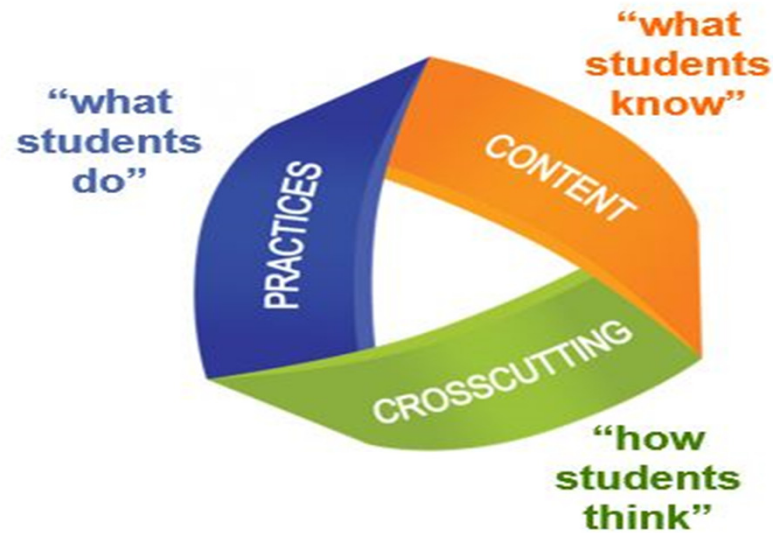 “what
students
do”
PRACTICES
“what
students
know”
CONTENT
CROSSCUTTING
“how
students
think”